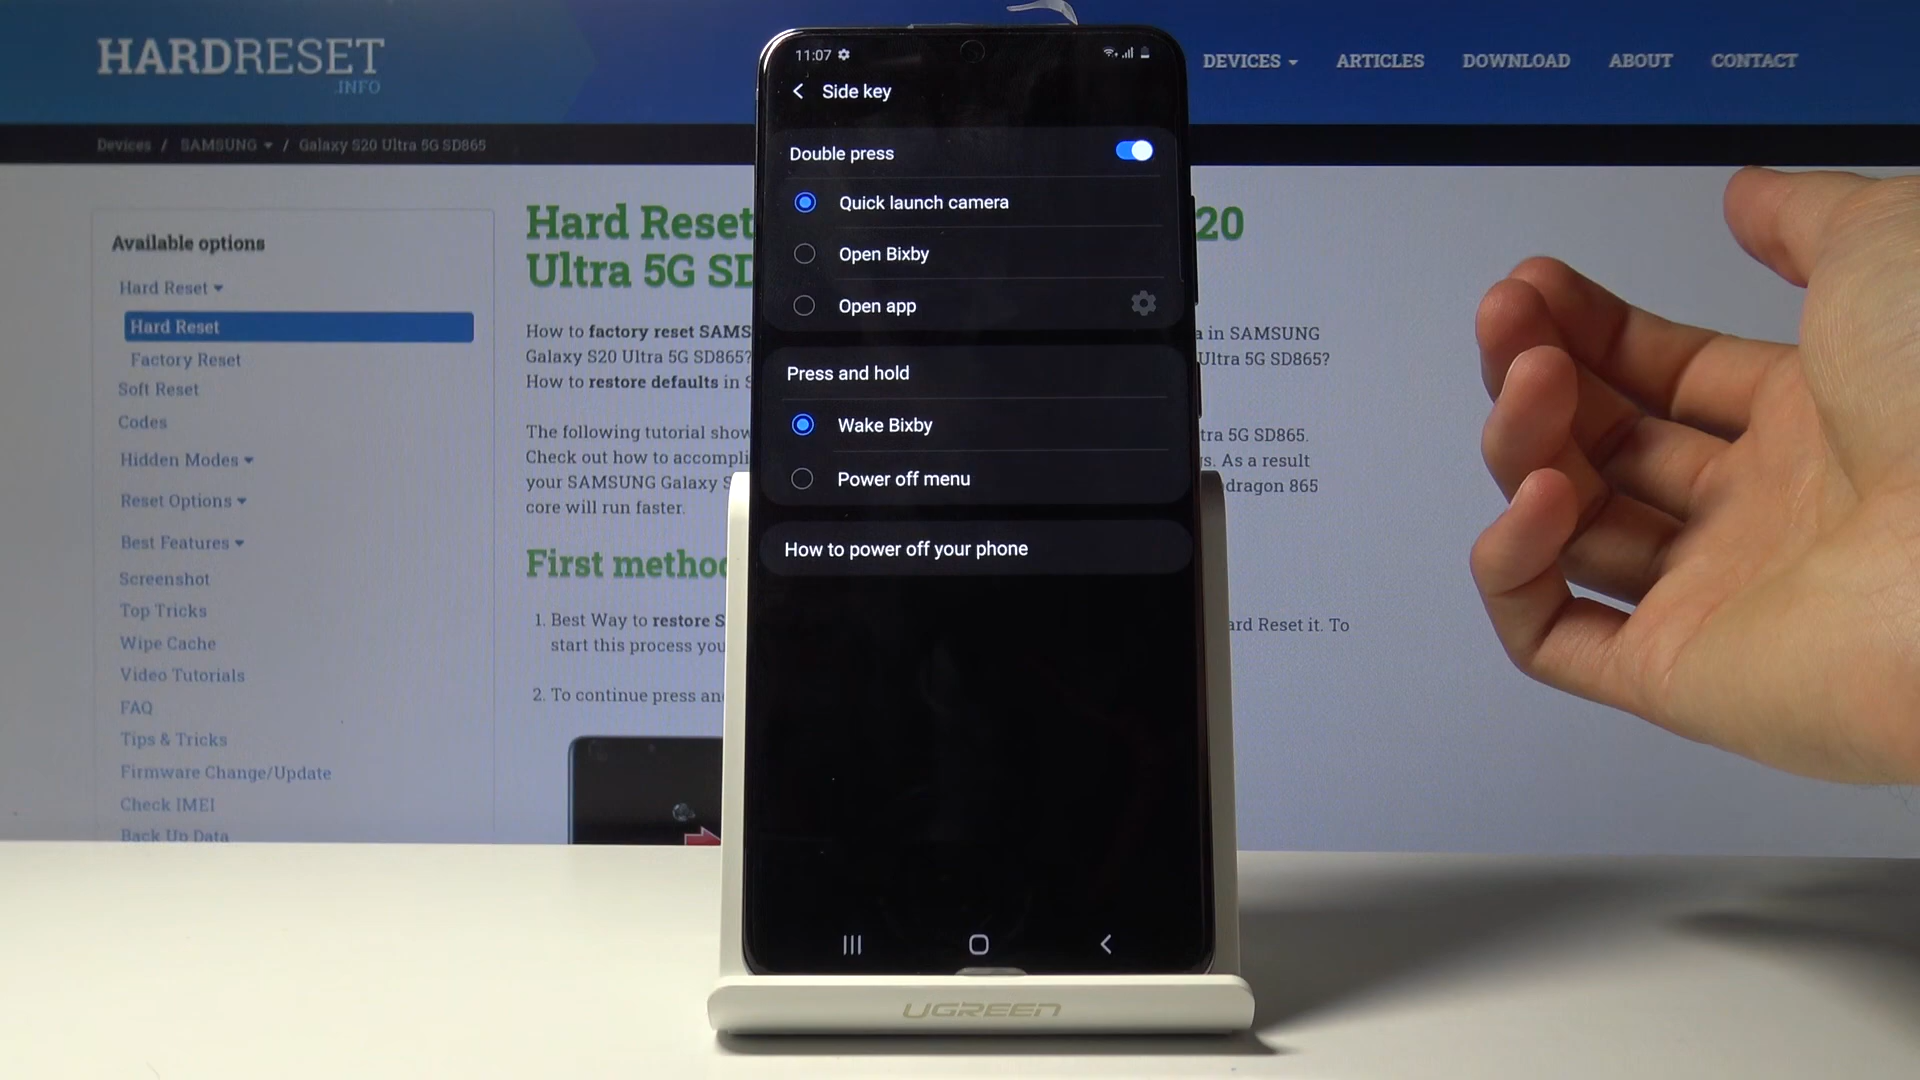 HARDRESET
.INFO
DEVICES
ARTICLES
DOWNLOAD
ABOUT
CONTACT
Devices / SAMSUNG / Galaxy S20 Ultra 5G SD865
Available options
Hard Reset
Hard Reset
Factory Reset
Soft Reset
Codes
Hidden Modes
Reset Options
Best Features
Screenshot
Top Tricks
Wipe Cache
Video Tutorials
FAQ
Tips & Tricks
Firmware Change/Update
Check IMEI
Back Up Data
Hard Reset
20
Ultra 5G SD
How to factory reset SAMS
in SAMSUNG
Galaxy S20 Ultra 5G SD865?
Ultra 5G SD865?
How to restore defaults in S
The following tutorial show
tra 5G SD865.
Check out how to accompli
gs. As a result
your SAMSUNG Galaxy S
dragon 865
core will run faster.
First method
1. Best Way to restore S
ard Reset it. To
start this process you
2. To continue press an
11:07
Side key
Double press
Quick launch camera
Open Bixby
Open app
Press and hold
Wake Bixby
Power off menu
How to power off your phone
UGREEN